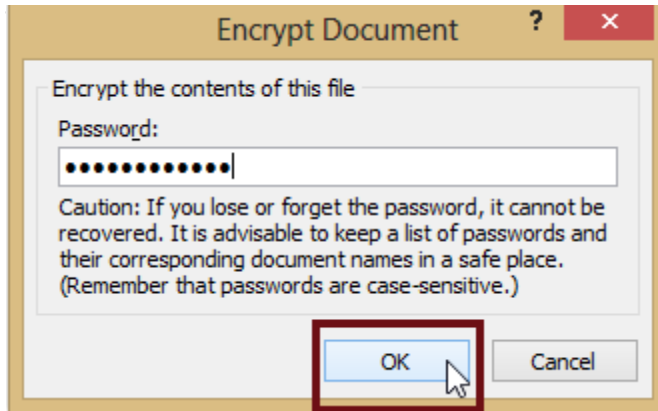 Encrypt Document
?
Encrypt the contents of this file
Password:
●●●●●●●●●●●●
Caution: If you lose or forget the password, it cannot be
recovered. It is advisable to keep a list of passwords and
their corresponding document names in a safe place.
(Remember that passwords are case-sensitive.)
OK
Cancel